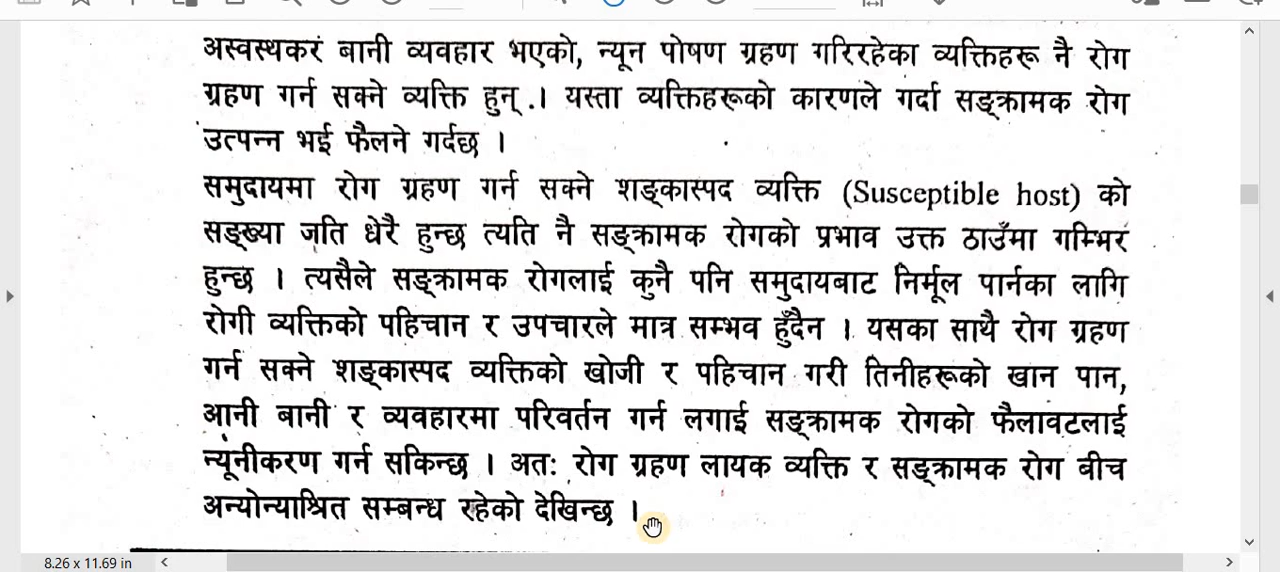 अस्वस्थकर बानी व्यवहार भएको, न्यून पोषण ग्रहण गरिरहेका व्यक्तिहरू नै रोग
ग्रहण गर्न सक्ने व्यक्ति हुन् । यस्ता व्यक्तिहरूको कारणले गर्दा सङ्क्रामक रोग
उत्पन्न भई फैलने गर्दछ ।
समुदायमा रोग ग्रहण गर्न सक्ने शङ्कास्पद व्यक्ति (Susceptible host) को
सङ्ख्या जति धेरै हुन्छ त्यति नै सङ्क्रामक रोगको प्रभाव उक्त ठाउँमा गम्भिर
हुन्छ । त्यसैले सङ्क्रामक रोगलाई कुनै पनि समुदायबाट निर्मूल पार्नका लागि
रोगी व्यक्तिको पहिचान र उपचारले मात्र सम्भव हुँदैन । यसका साथै रोग ग्रहण
गर्न सक्ने शङ्कास्पद व्यक्तिको खोजी र पहिचान गरी तिनीहरूको खान पान,
आनी बानी र व्यवहारमा परिवर्तन गर्न लगाई सङ्क्रामक रोगको फैलावटलाई
न्यूनीकरण गर्न सकिन्छ । अतः रोग ग्रहण लायक व्यक्ति र सङ्क्रामक रोग बीच
अन्योन्याश्रित सम्बन्ध रहेको देखिन्छ ।
8.26 x 11.69 in